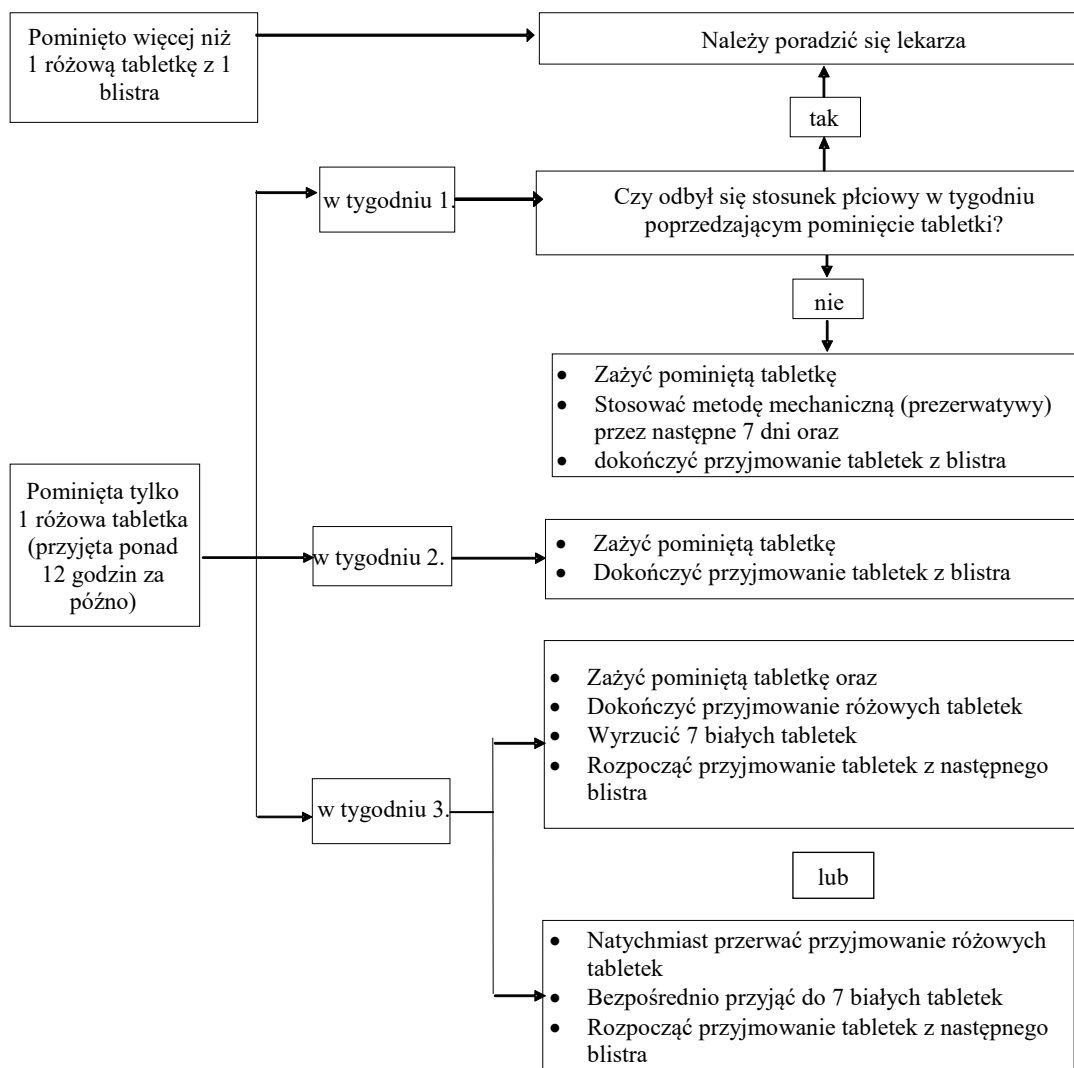 Pominięto więcej niż
1 różową tabletkę z 1
blistra
Należy poradzić się lekarza
tak
w tygodniu 1.
Czy odbył się stosunek płciowy w tygodniu
poprzedzającym pominięcie tabletki?
nie
• Zażyć pominiętą tabletkę
• Stosować metodę mechaniczną (prezerwatywy)
przez następne 7 dni oraz
• dokończyć przyjmowanie tabletek z blistra
Pominięta tylko
1 różowa tabletka
(przyjęta ponad
12 godzin za
późno)
w tygodniu 2.
• Zażyć pominiętą tabletkę
• Dokończyć przyjmowanie tabletek z blistra
w tygodniu 3.
• Zażyć pominiętą tabletkę oraz
• Dokończyć przyjmowanie różowych tabletek
• Wyrzucić 7 białych tabletek
• Rozpocząć przyjmowanie tabletek z następnego
blistra
lub
• Natychmiast przerwać przyjmowanie różowych
tabletek
• Bezpośrednio przyjąć do 7 białych tabletek
• Rozpocząć przyjmowanie tabletek z następnego
blistra